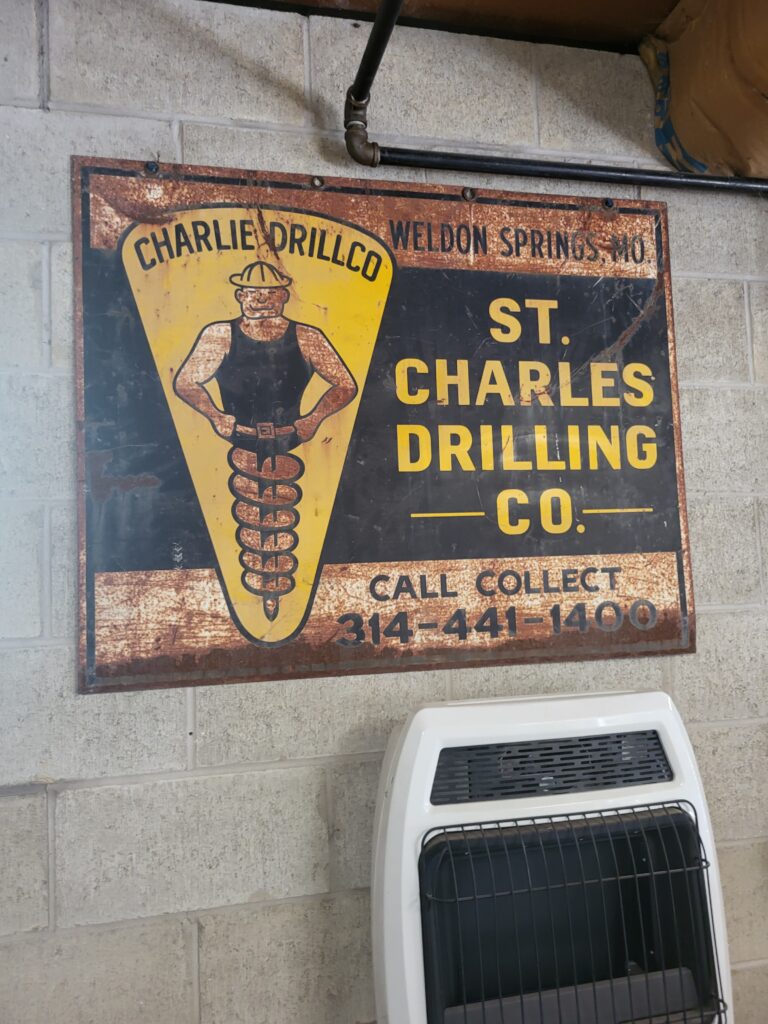 CHARLIE DRILLCO
WELDON SPRINGS, MO.
ST.
CHARLES
DRILLING
CO.
CALL COLLECT
314-441-1400